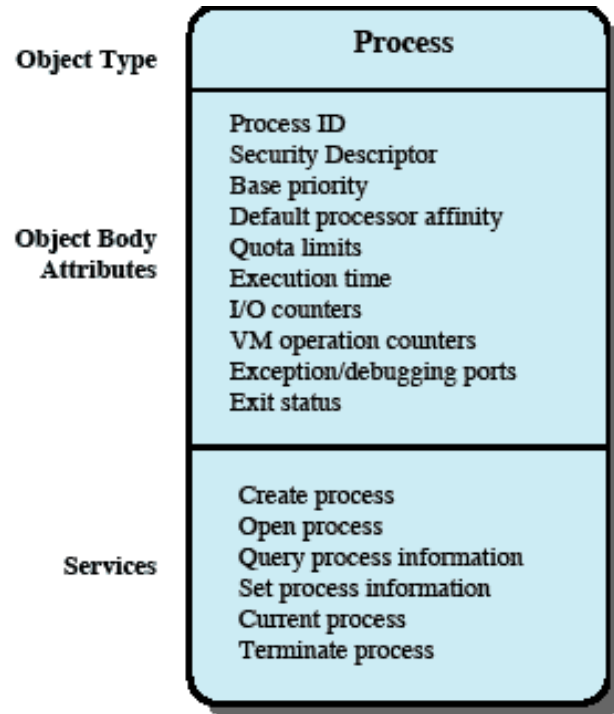 Object Type
Process
Object Body
Attributes
Process ID
Security Descriptor
Base priority
Default processor affinity
Quota limits
Execution time
I/O counters
VM operation counters
Exception/debugging ports
Exit status
Services
Create process
Open process
Query process information
Set process information
Current process
Terminate process